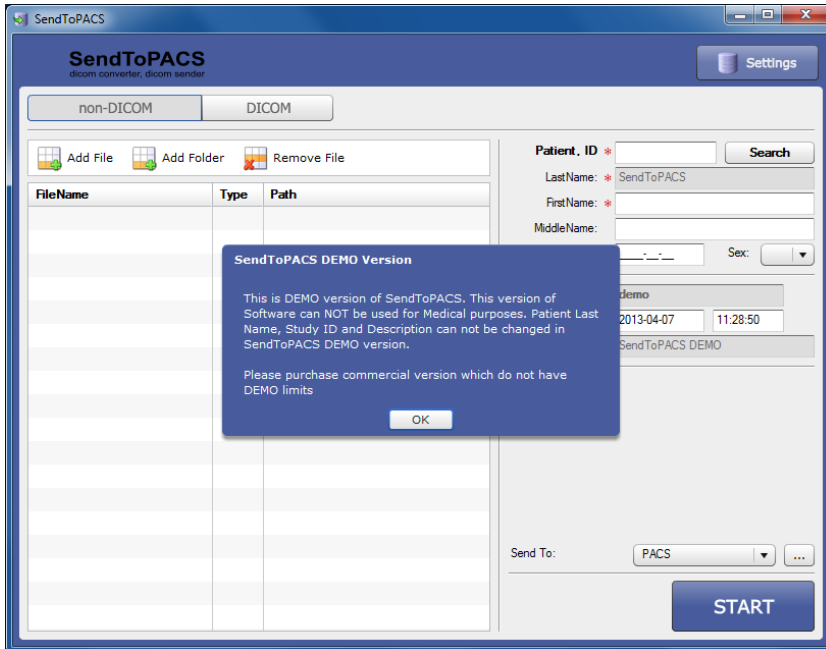 SendToPACS
SendToPACS
dicom converter, dicom sender
Settings
non-DICOM
DICOM
Add File
Add Folder
Remove File
FileName
Type
Path
Patient, ID *
Search
LastName: *
SendToPACS
FirstName: *
MiddleName:
__-__-__
Sex:
demo
2013-04-07
11:28:50
SendToPACS DEMO
SendToPACS DEMO Version
This is DEMO version of SendToPACS. This version of
Software can NOT be used for Medical purposes. Patient Last
Name, Study ID and Description can not be changed in
SendToPACS DEMO version.
Please purchase commercial version which do not have
DEMO limits
OK
Send To:
PACS
...
START